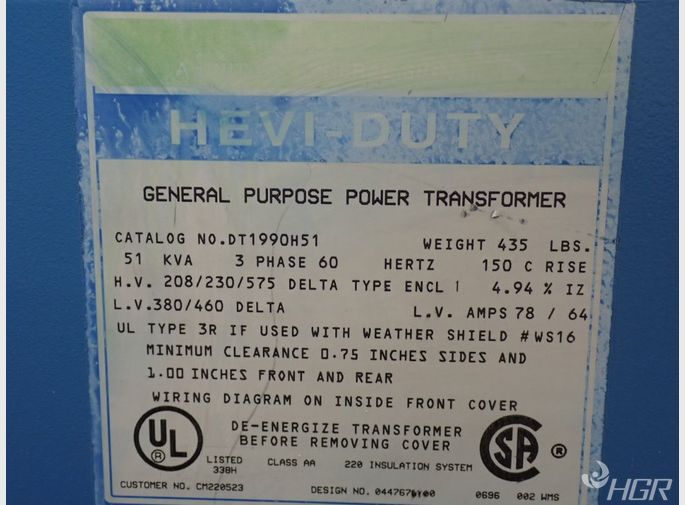 HEVI-DUTY
GENERAL PURPOSE POWER TRANSFORMER
CATALOG NO.DT1990H51 WEIGHT 435 LBS.
51 KVA 3 PHASE 60 HERTZ 150 C RISE
H.V. 208/230/575 DELTA TYPE ENCL 1 4.94 % IZ
L.V.380/460 DELTA L.V. AMPS 78 / 64
UL TYPE 3R IF USED WITH WEATHER SHIELD #WS16
MINIMUM CLEARANCE 0.75 INCHES SIDES AND
1.00 INCHES FRONT AND REAR
WIRING DIAGRAM ON INSIDE FRONT COVER
DE-ENERGIZE TRANSFORMER
BEFORE REMOVING COVER
UL ®
LISTED
338H
CLASS AA 220 INSULATION SYSTEM
SA ®
CUSTOMER NO. CM220523 DESIGN NO. 0696 002 WMS
HGR